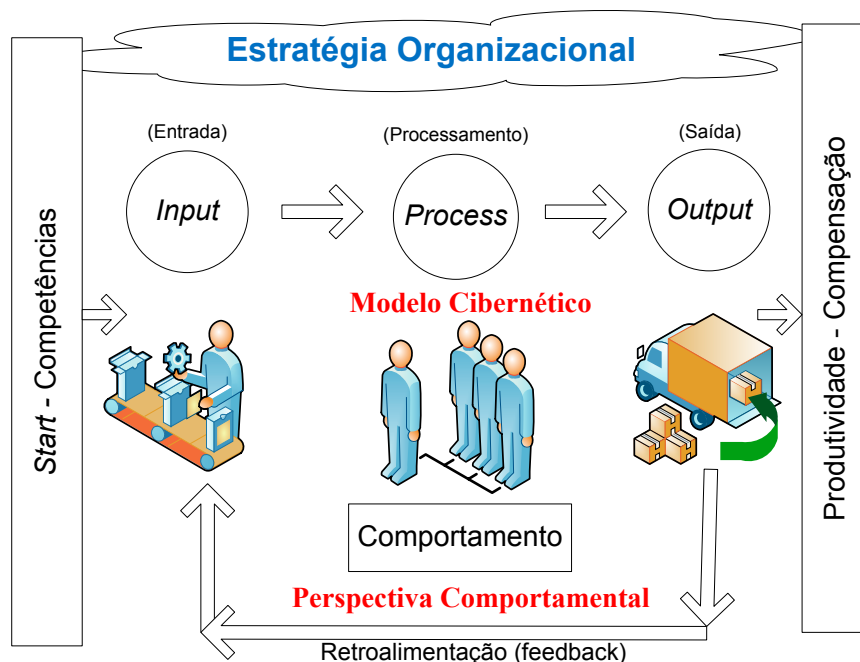 Estratégia Organizacional
Start - Competências
(Entrada)
(Processamento)
(Saída)
Input
Process
Output
Modelo Cibernético
Comportamento
Perspectiva Comportamental
Retroalimentação (feedback)
Produtividade - Compensação